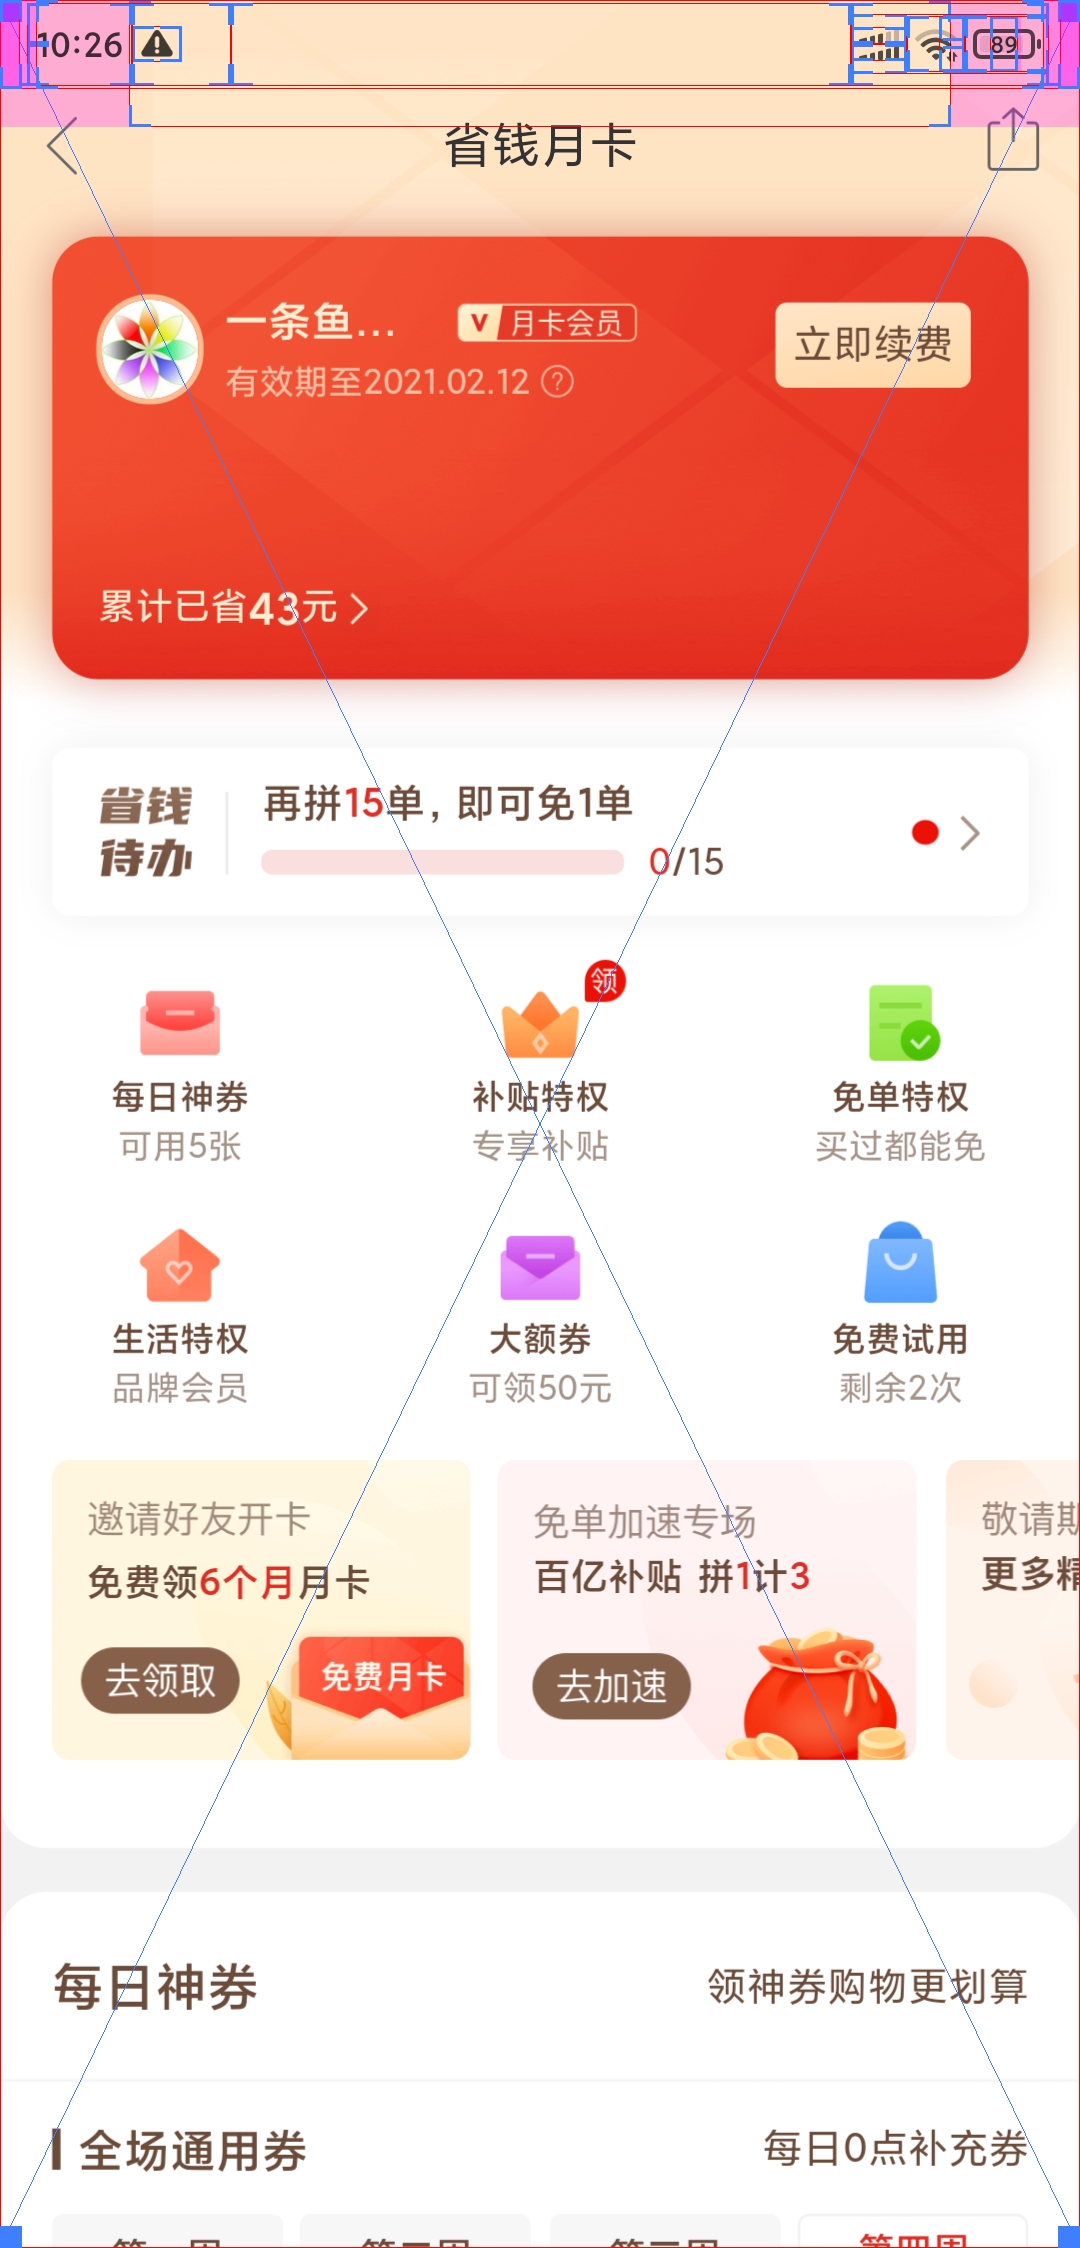 10:26
89
省钱月卡
一条鱼...
V 月卡会员
立即续费
有效期至2021.02.12 ?
累计已省43元
省钱
待办
再拼15单，即可免1单
0/15
领
每日神券
补贴特权
免单特权
可用5张
专享补贴
买过都能免
生活特权
大额券
免费试用
品牌会员
可领50元
剩余2次
邀请好友开卡
免费领6个月月卡
去领取
免费月卡
免单加速专场
百亿补贴 拼1计3
去加速
敬请期
更多精
每日神券
领神券购物更划算
全场通用券
每日0点补充券
第四周